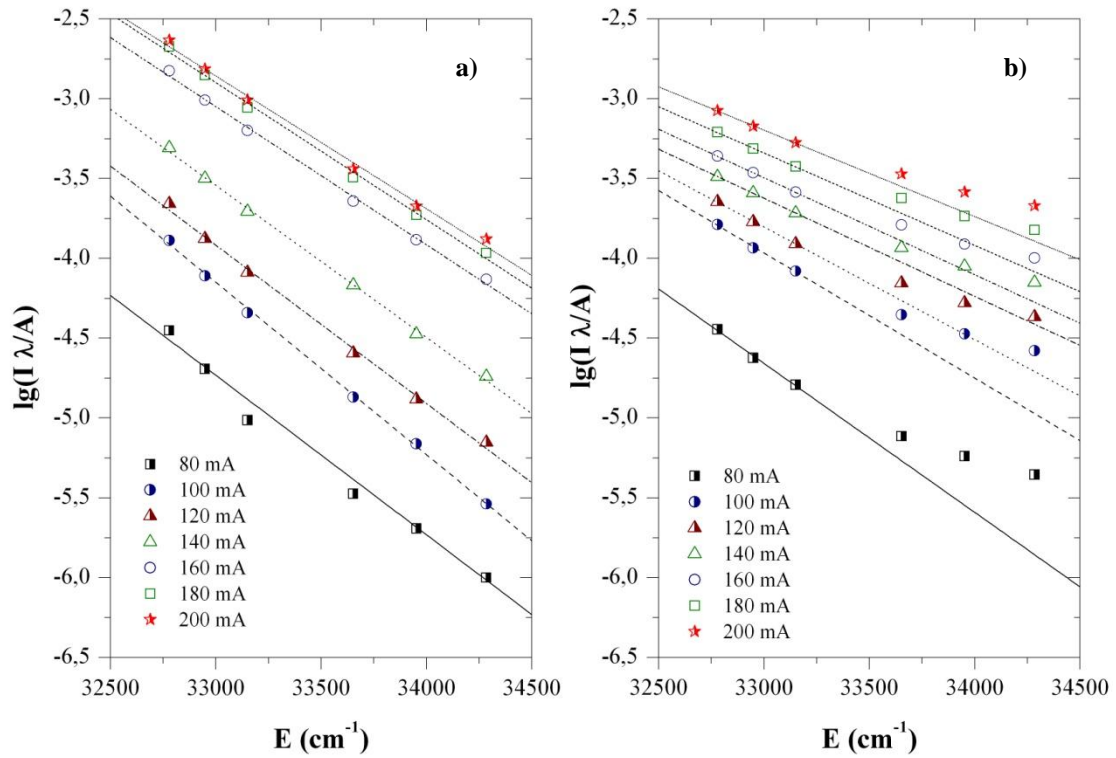 a)
-2,5
-3,0
-3,5
-4,0
-4,5
-5,0
-5,5
-6,0
-6,5
lg(I λ/A)
80 mA
100 mA
120 mA
140 mA
160 mA
180 mA
200 mA
32500 33000 33500 34000 34500
E (cm⁻¹)
b)
-2,5
-3,0
-3,5
-4,0
-4,5
-5,0
-5,5
-6,0
-6,5
lg(I λ/A)
80 mA
100 mA
120 mA
140 mA
160 mA
180 mA
200 mA
32500 33000 33500 34000 34500
E (cm⁻¹)